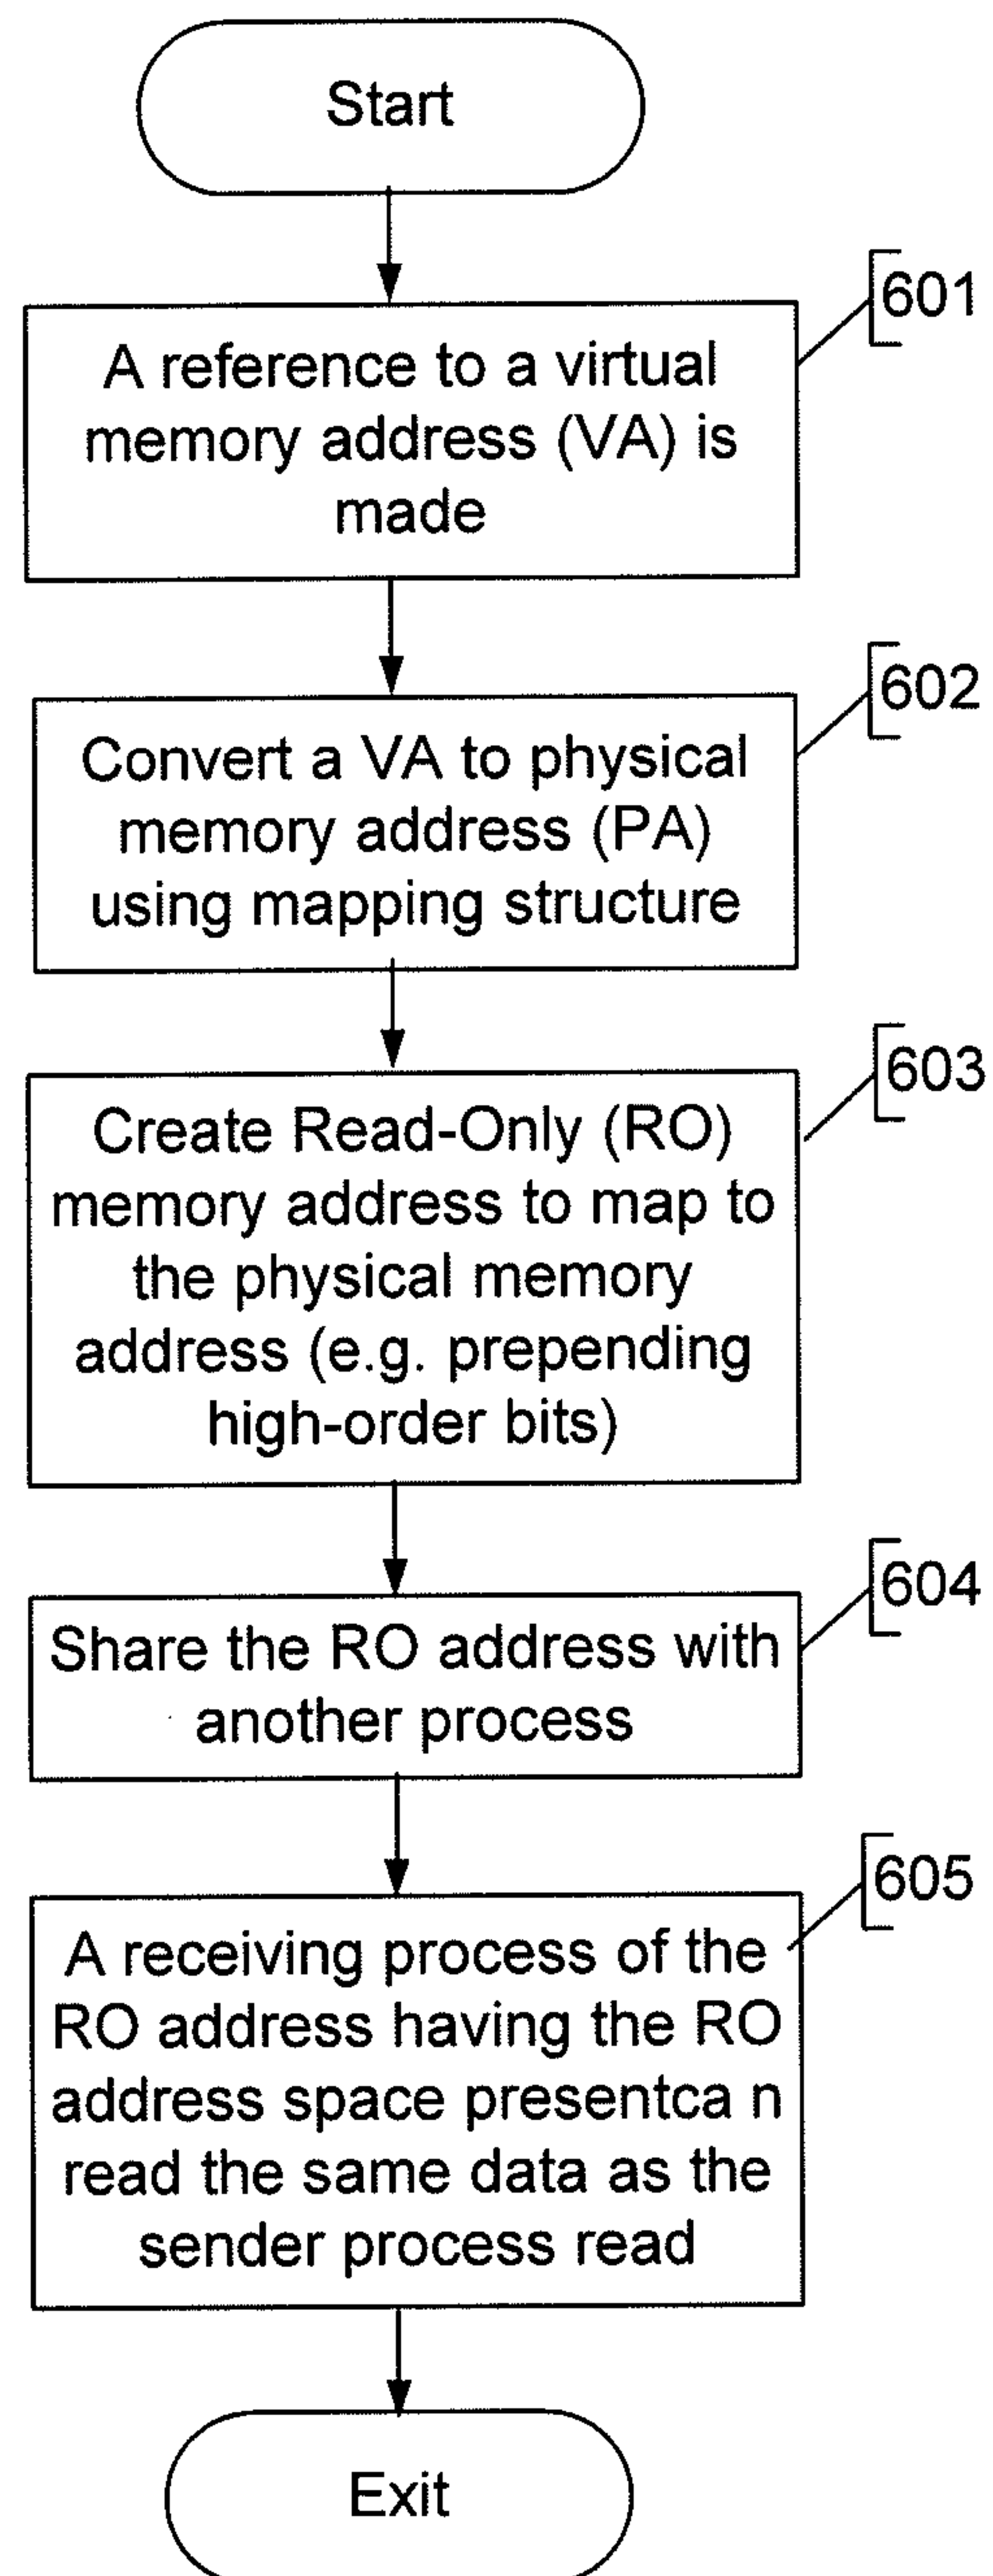 Start
601
A reference to a virtual
memory address (VA) is
made
602
Convert a VA to physical
memory address (PA)
using mapping structure
603
Create Read-Only (RO)
memory address to map to
the physical memory
address (e.g. prepending
high-order bits)
604
Share the RO address with
another process
605
A receiving process of the
RO address having the RO
address space presentca n
read the same data as the
sender process read
Exit